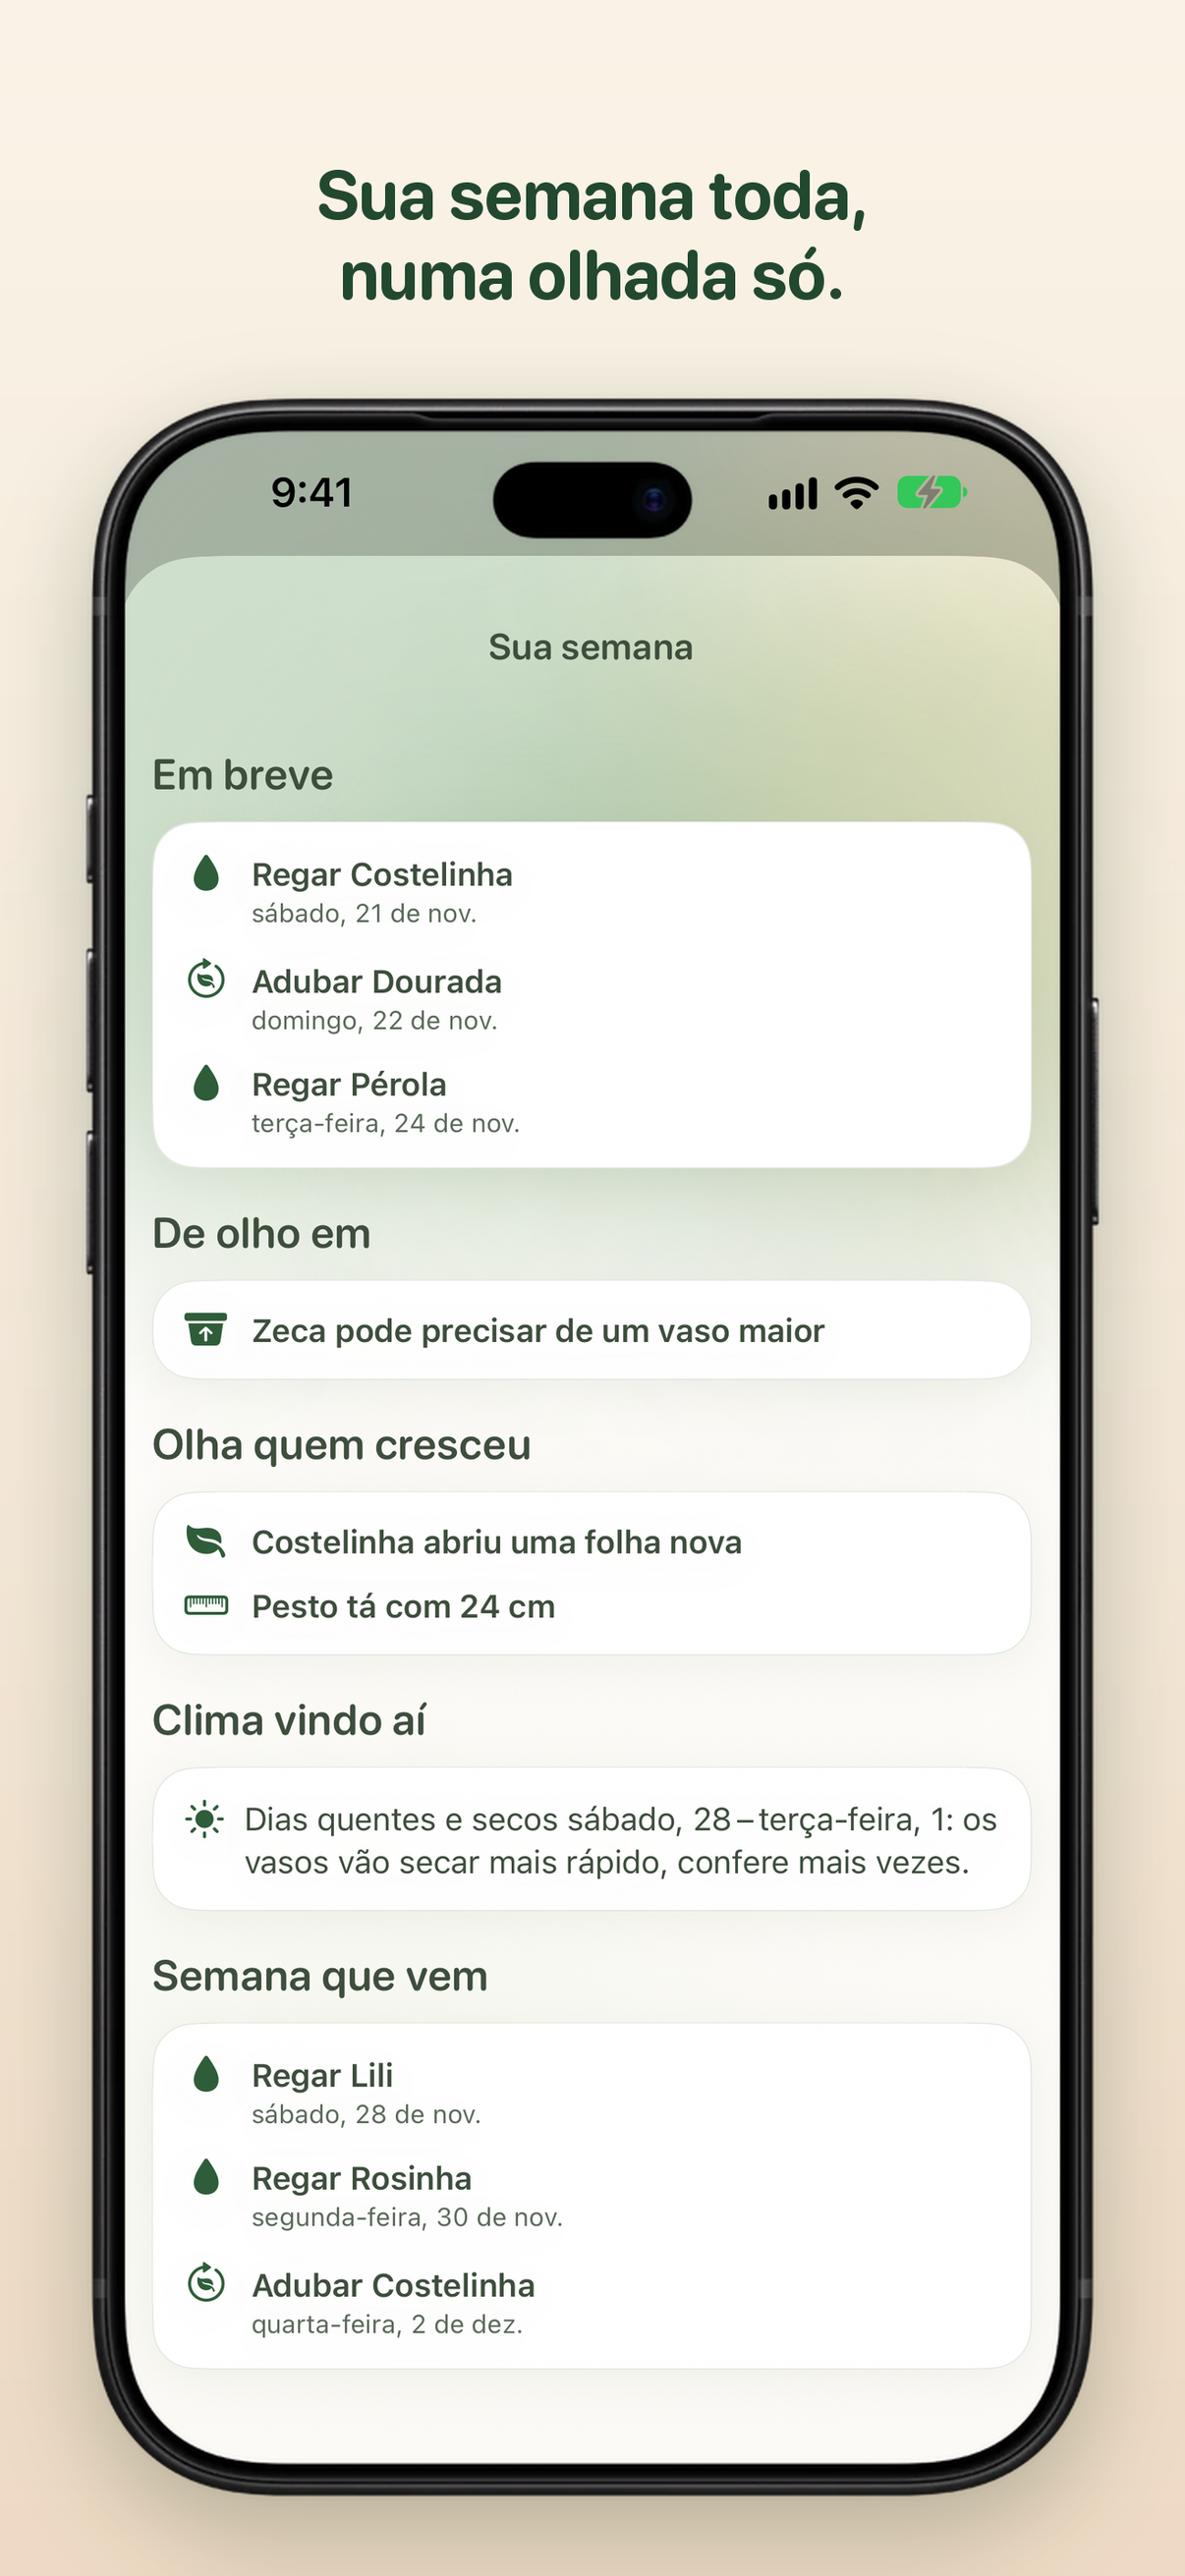 Sua semana toda,
numa olhada só.
9:41
Sua semana
Em breve
Regar Costelinha
sábado, 21 de nov.
Adubar Dourada
domingo, 22 de nov.
Regar Pérola
terça-feira, 24 de nov.
De olho em
Zeca pode precisar de um vaso maior
Olha quem cresceu
Costelinha abriu uma folha nova
Pesto tá com 24 cm
Clima vindo aí
Dias quentes e secos sábado, 28 – terça-feira, 1: os
vasos vão secar mais rápido, confere mais vezes.
Semana que vem
Regar Lili
sábado, 28 de nov.
Regar Rosinha
segunda-feira, 30 de nov.
Adubar Costelinha
quarta-feira, 2 de dez.